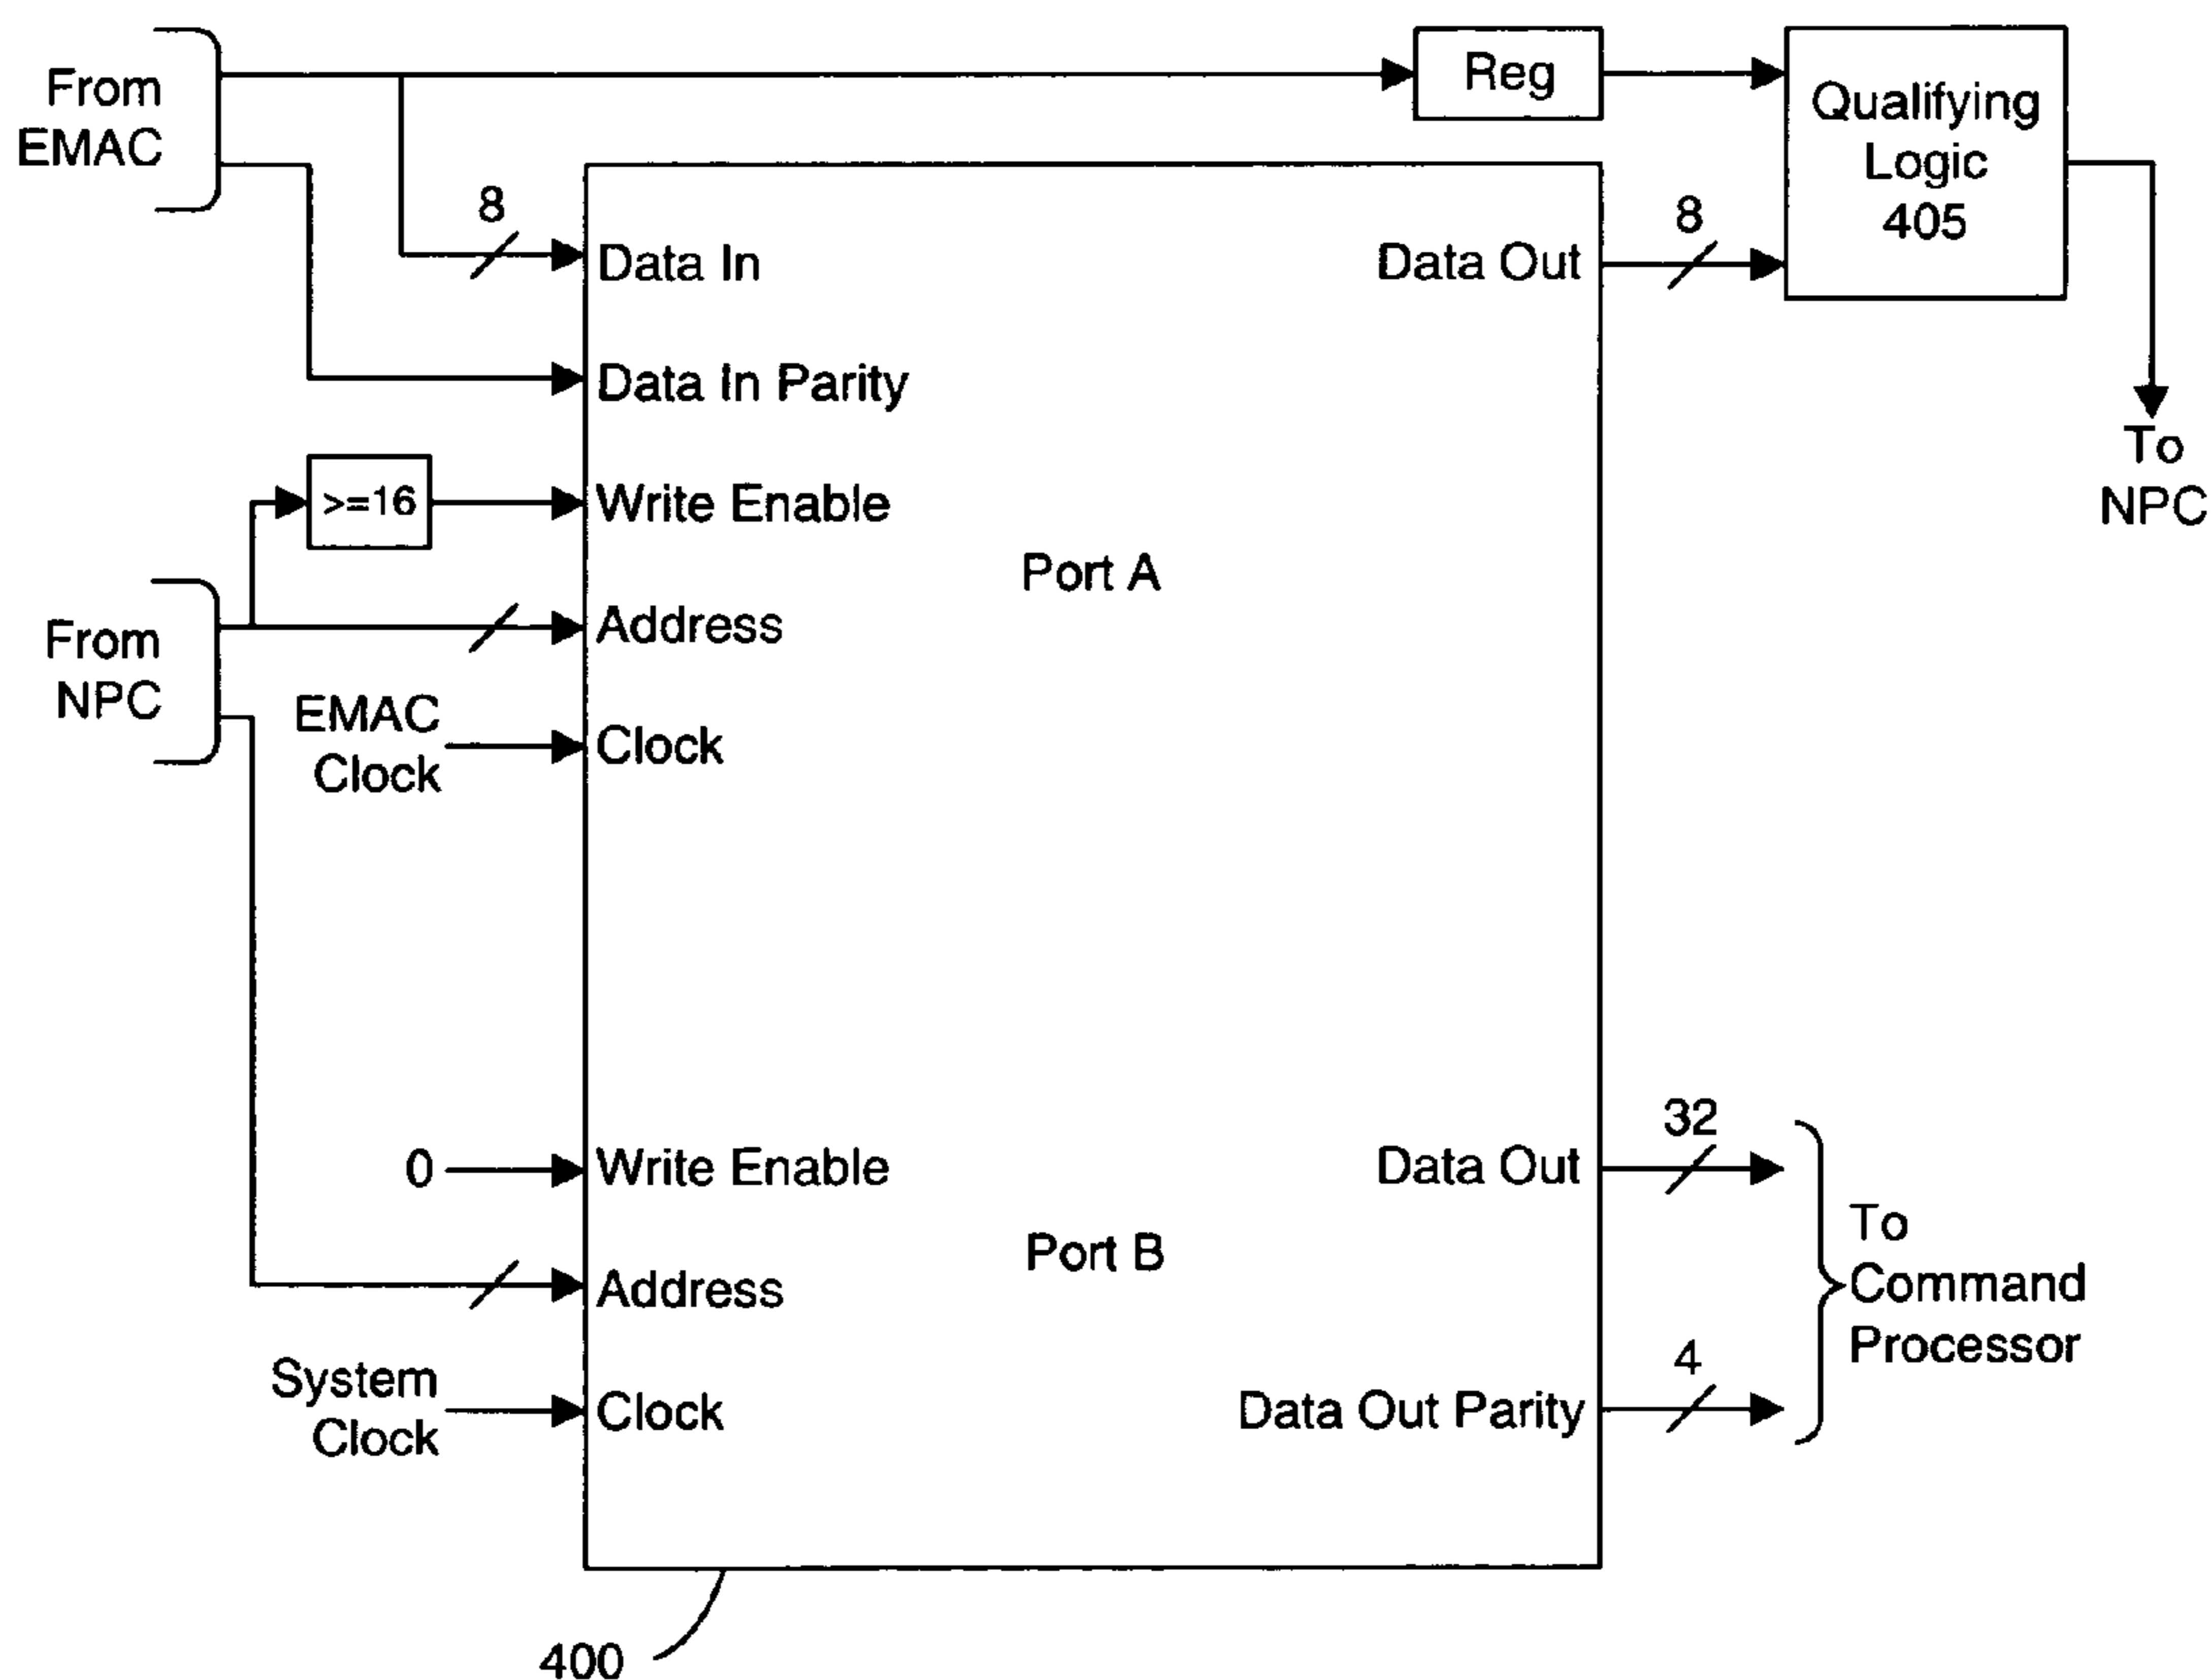 From
EMAC
Reg
Qualifying
Logic
405
8
Data In
Data Out
8
Data In Parity
To
NPC
>=16
Write Enable
Port A
From
NPC
Address
EMAC
Clock
Clock
0
Write Enable
Data Out
32
Port B
Address
To
Command
Processor
System
Clock
Clock
Data Out Parity
4
400